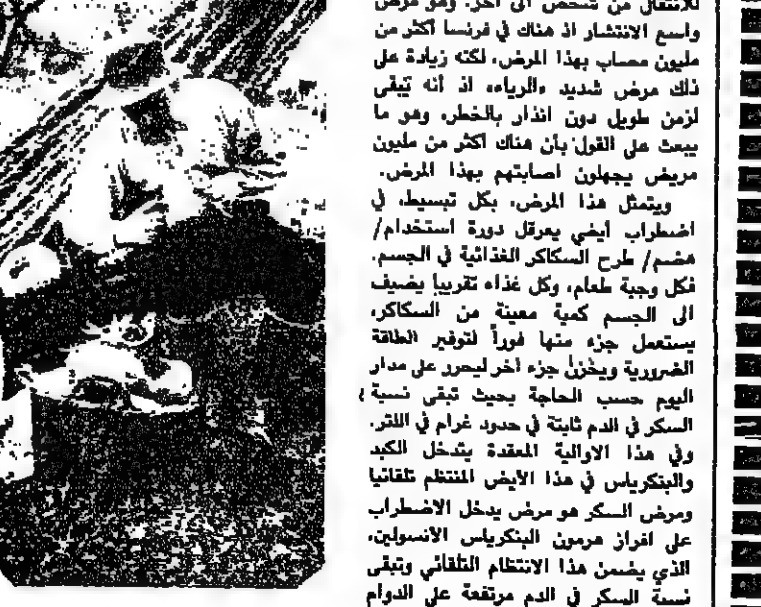 للانتقال من شخص الى آخر. وهو مرض
واسع الانتشار اذ هناك في فرنسا أكثر من
مليون مصاب بهذا المرض، لكنه زيادة على
ذلك مرض شديد «الرياء» اذ أنه يبقى
لزمن طويل دون انذار بالخطر، وهو ما
يبعث على القول بأن هناك اكثر من مليون
مريض يجهلون اصابتهم بهذا المرض.
ويتمثل هذا المرض، بكل تبسيط، في
اضطراب أيضي يعرقل دورة استخدام/
هضم/ طرح السكاكر الغذائية في الجسم.
فكل وجبة طعام، وكل غذاء تقريباً يضيف
الى الجسم كمية معينة من السكاكر،
يستعمل جزء منها فوراً لتوفير الطاقة
الضرورية ويخزن جزء آخر ليحرر على مدار
اليوم حسب الحاجة بحيث تبقى نسبة
السكر في الدم ثابتة في حدود غرام في اللتر.
وفي هذا الاوالية المعقدة يتدخل الكبد
والبنكرياس في هذا الأيض المنتظم تلقائيا
ومرض السكر هو مرض يدخل الاضطراب
على افراز هرمون البنكرياس الانسولين،
الذي يضمن هذا الانتظام التلقائي وتبقى
نسبة السكر في الدم مرتفعة على الدوام